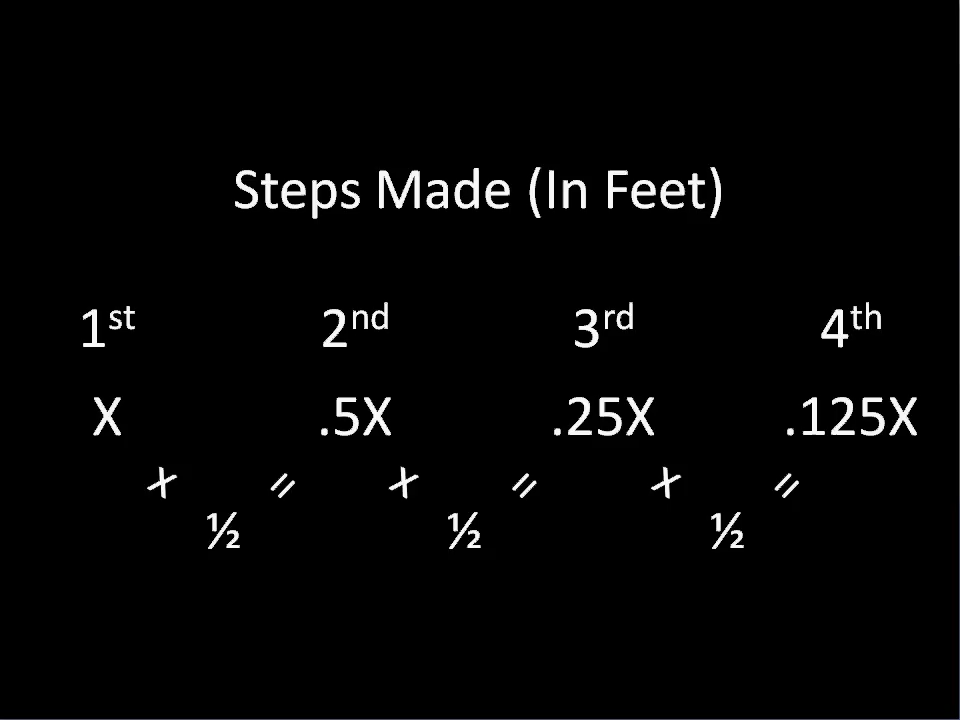 Steps Made (In Feet)
1st 2nd 3rd 4th
X .5X .25X .125X
x = x = x =
½ ½ ½